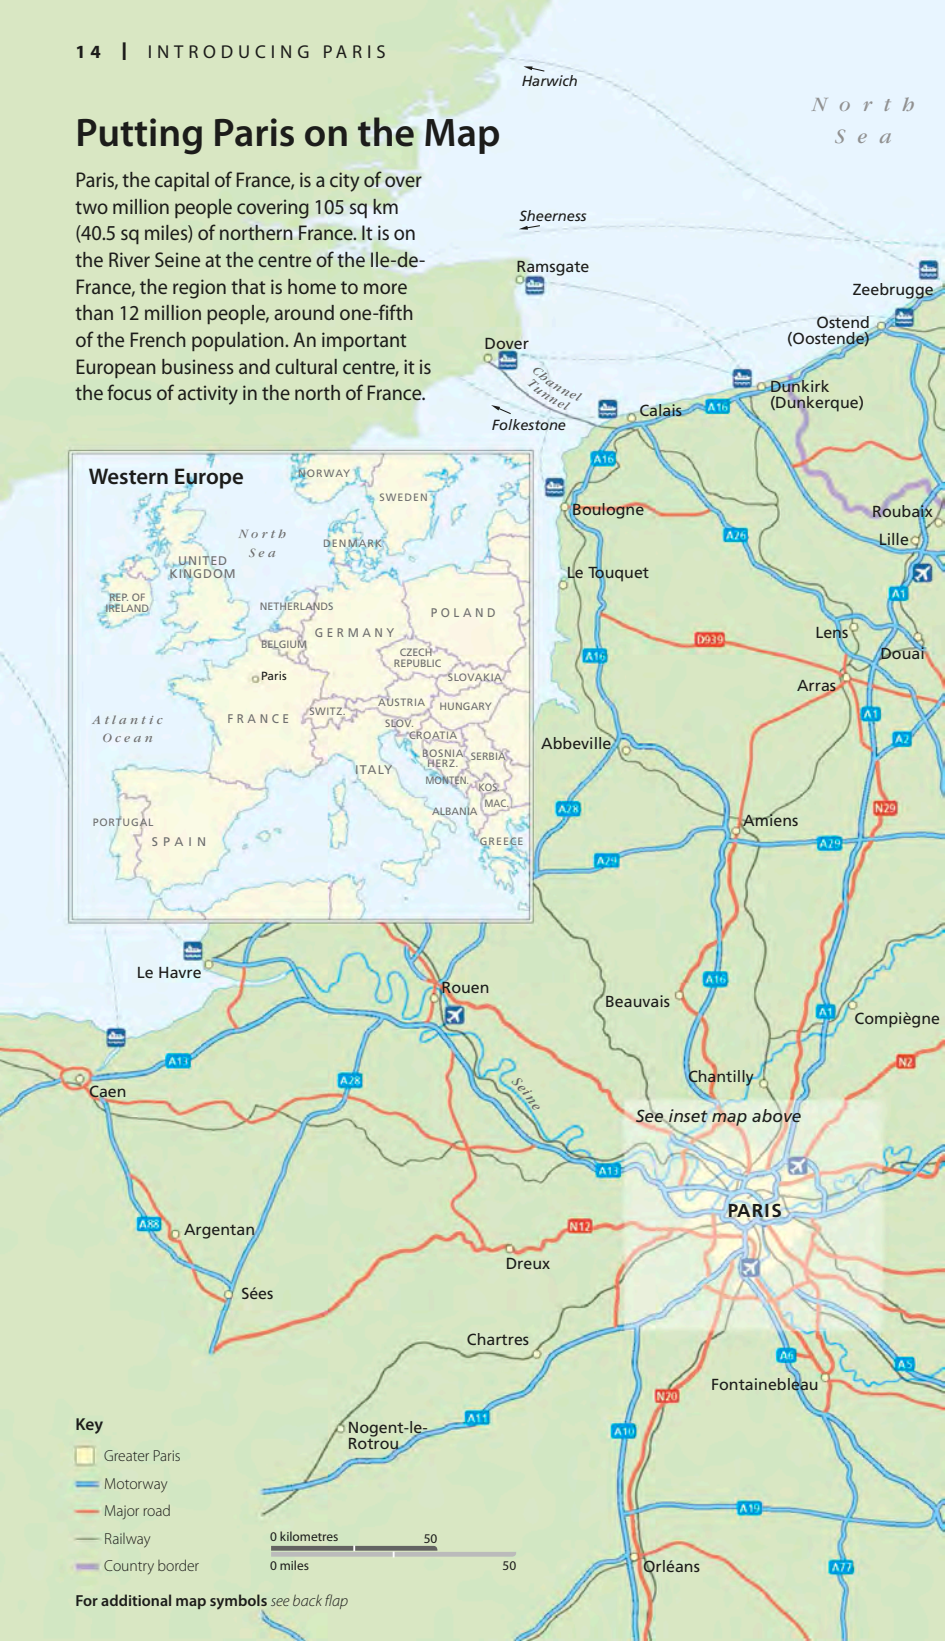 14 | INTRODUCING PARIS
Putting Paris on the Map
Paris, the capital of France, is a city of over
two million people covering 105 sq km
(40.5 sq miles) of northern France. It is on
the River Seine at the centre of the Ile-de-
France, the region that is home to more
than 12 million people, around one-fifth
of the French population. An important
European business and cultural centre, it is
the focus of activity in the north of France.
Harwich
North
Sea
Sheerness
Ramsgate
Zeebrugge
Ostend
(Oostende)
Dover
Channel
Tunnel
Dunkirk
(Dunkerque)
Calais
A16
Folkestone
A16
Boulogne
Roubaix
A26
Lille
Le Touquet
A1
Lens
D939
Douai
A16
Arras
A1
A2
Abbeville
A28
N29
Amiens
A29
A29
Western Europe
NORWAY
SWEDEN
North
Sea
DENMARK
UNITED
KINGDOM
REP. OF
IRELAND
NETHERLANDS
POLAND
GERMANY
BELGIUM
CZECH
REPUBLIC
Paris
SLOVAKIA
AUSTRIA
HUNGARY
SWITZ.
FRANCE
Atlantic
Ocean
SLOV.
CROATIA
BOSNIA
HERZ.
SERBIA
ITALY
MONTEN.
KOS.
MAC.
ALBANIA
PORTUGAL
SPAIN
GREECE
Le Havre
A16
Rouen
Beauvais
A1
Compiègne
A13
N2
Caen
A28
Chantilly
Seine
See inset map above
A13
PARIS
A88
Argentan
N12
Dreux
Sées
Chartres
A6
A5
Fontainebleau
N20
A11
Nogent-le-
Rotrou
A10
A19
Orléans
A77
Key
Greater Paris
Motorway
Major road
Railway
Country border
0 kilometres
50
0 miles
50
For additional map symbols see back flap